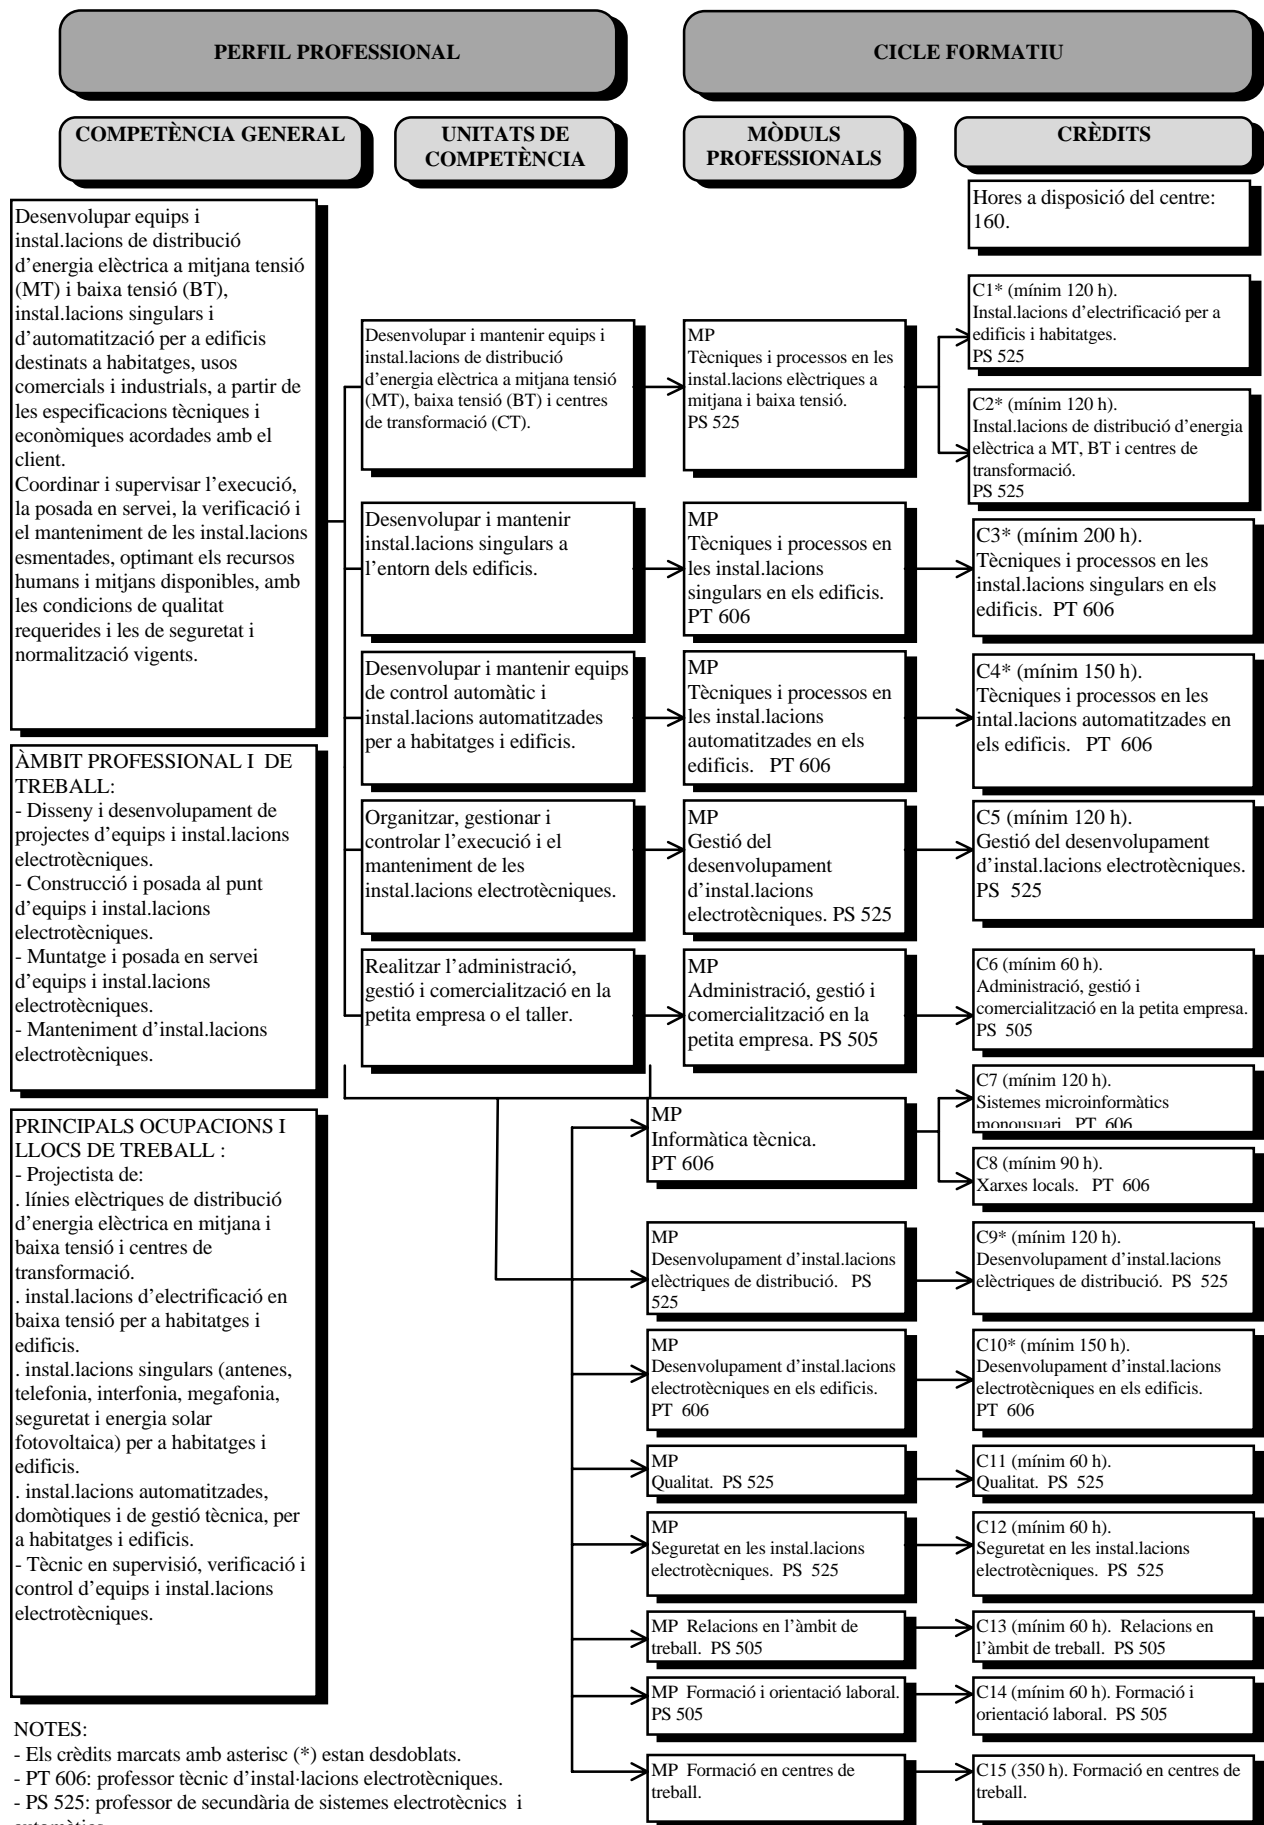 PERFIL PROFESSIONAL
CICLE FORMATIU
COMPETÈNCIA GENERAL
UNITATS DE
COMPETÈNCIA
MÒDULS
PROFESSIONALS
CRÈDITS
Desenvolupar equips i
instal.lacions de distribució
d’energia elèctrica a mitjana tensió
(MT) i baixa tensió (BT),
instal.lacions singulars i
d’automatització per a edificis
destinats a habitatges, usos
comercials i industrials, a partir de
les especificacions tècniques i
econòmiques acordades amb el
client.
Coordinar i supervisar l’execució,
la posada en servei, la verificació i
el manteniment de les instal.lacions
esmentades, optimant els recursos
humans i mitjans disponibles, amb
les condicions de qualitat
requerides i les de seguretat i
normalització vigents.
ÀMBIT PROFESSIONAL I DE
TREBALL:
- Disseny i desenvolupament de
projectes d’equips i instal.lacions
electrotècniques.
- Construcció i posada al punt
d’equips i instal.lacions
electrotècniques.
- Muntatge i posada en servei
d’equips i instal.lacions
electrotècniques.
- Manteniment d’instal.lacions
electrotècniques.
PRINCIPALS OCUPACIONS I
LLOCS DE TREBALL :
- Projectista de:
. línies elèctriques de distribució
d’energia elèctrica en mitjana i
baixa tensió i centres de
transformació.
. instal.lacions d’electrificació en
baixa tensió per a habitatges i
edificis.
. instal.lacions singulars (antenes,
telefonia, interfonia, megafonia,
seguretat i energia solar
fotovoltaica) per a habitatges i
edificis.
. instal.lacions automatitzades,
domòtiques i de gestió tècnica, per
a habitatges i edificis.
- Tècnic en supervisió, verificació i
control d’equips i instal.lacions
electrotècniques.
Desenvolupar i mantenir equips i
instal.lacions de distribució
d’energia elèctrica a mitjana tensió
(MT), baixa tensió (BT) i centres
de transformació (CT).
Desenvolupar i mantenir
instal.lacions singulars a
l’entorn dels edificis.
Desenvolupar i mantenir equips
de control automàtic i
instal.lacions automatitzades
per a habitatges i edificis.
Organitzar, gestionar i
controlar l’execució i el
manteniment de les
instal.lacions electrotècniques.
Realitzar l’administració,
gestió i comercialització en la
petita empresa o el taller.
MP
Tècniques i processos en les
instal.lacions elèctriques a
mitjana i baixa tensió.
PS 525
MP
Tècniques i processos en
les instal.lacions
singulars en els edificis.
PT 606
MP
Tècniques i processos en
les instal.lacions
automatitzades en els
edificis. PT 606
MP
Gestió del
desenvolupament
d’instal.lacions
electrotècniques. PS 525
MP
Administració, gestió i
comercialització en la
petita empresa. PS 505
MP
Informàtica tècnica.
PT 606
MP
Desenvolupament d’instal.lacions
elèctriques de distribució. PS
525
MP
Desenvolupament d’instal.lacions
electrotècniques en els edificis.
PT 606
MP
Qualitat. PS 525
MP
Seguretat en les instal.lacions
electrotècniques. PS 525
MP Relacions en l’àmbit de
treball. PS 505
MP Formació i orientació laboral.
PS 505
MP Formació en centres de
treball.
Hores a disposició del centre:
160.
C1* (mínim 120 h).
Instal.lacions d’electrificació per a
edificis i habitatges.
PS 525
C2* (mínim 120 h).
Instal.lacions de distribució d’energia
elèctrica a MT, BT i centres de
transformació.
PS 525
C3* (mínim 200 h).
Tècniques i processos en les
instal.lacions singulars en els
edificis. PT 606
C4* (mínim 150 h).
Tècniques i processos en les
intal.lacions automatitzades en
els edificis. PT 606
C5 (mínim 120 h).
Gestió del desenvolupament
d’instal.lacions electrotècniques.
PS 525
C6 (mínim 60 h).
Administració, gestió i
comercialització en la petita empresa.
PS 505
C7 (mínim 120 h).
Sistemes microinformàtics
monousuari. PT 606
C8 (mínim 90 h).
Xarxes locals. PT 606
C9* (mínim 120 h).
Desenvolupament d’instal.lacions
elèctriques de distribució. PS 525
C10* (mínim 150 h).
Desenvolupament d’instal.lacions
electrotècniques en els edificis.
PT 606
C11 (mínim 60 h).
Qualitat. PS 525
C12 (mínim 60 h).
Seguretat en les instal.lacions
electrotècniques. PS 525
C13 (mínim 60 h). Relacions en
l’àmbit de treball. PS 505
C14 (mínim 60 h). Formació i
orientació laboral. PS 505
C15 (350 h). Formació en centres de
treball.
NOTES:
- Els crèdits marcats amb asterisc (*) estan desdoblats.
- PT 606: professor tècnic d’instal·lacions electrotècniques.
- PS 525: professor de secundària de sistemes electrotècnics i